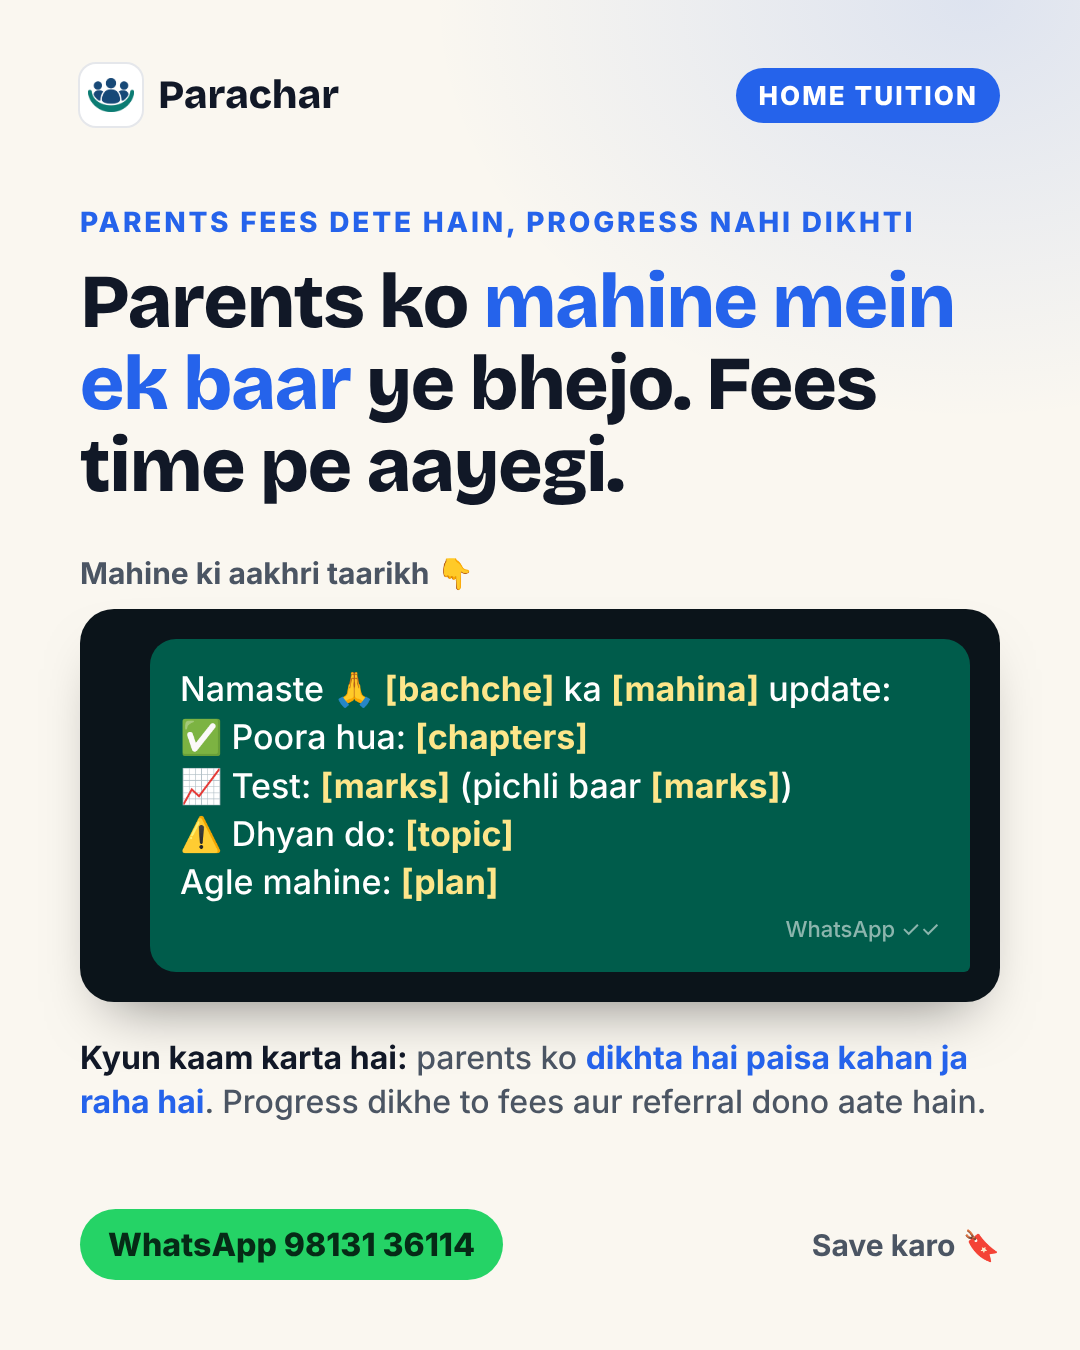 Parachar
HOME TUITION
PARENTS FEES DETE HAIN, PROGRESS NAHI DIKHTI
Parents ko mahine mein
ek baar ye bhejo. Fees
time pe aayegi.
Mahine ki aakhri taarikh 👇
Namaste 🙏 [bachche] ka [mahina] update:
✅ Poora hua: [chapters]
📈 Test: [marks] (pichli baar [marks])
⚠️ Dhyan do: [topic]
Agle mahine: [plan]
WhatsApp ✓✓
Kyun kaam karta hai: parents ko dikhta hai paisa kahan ja
raha hai. Progress dikhe to fees aur referral dono aate hain.
WhatsApp 98131 36114
Save karo 🔖